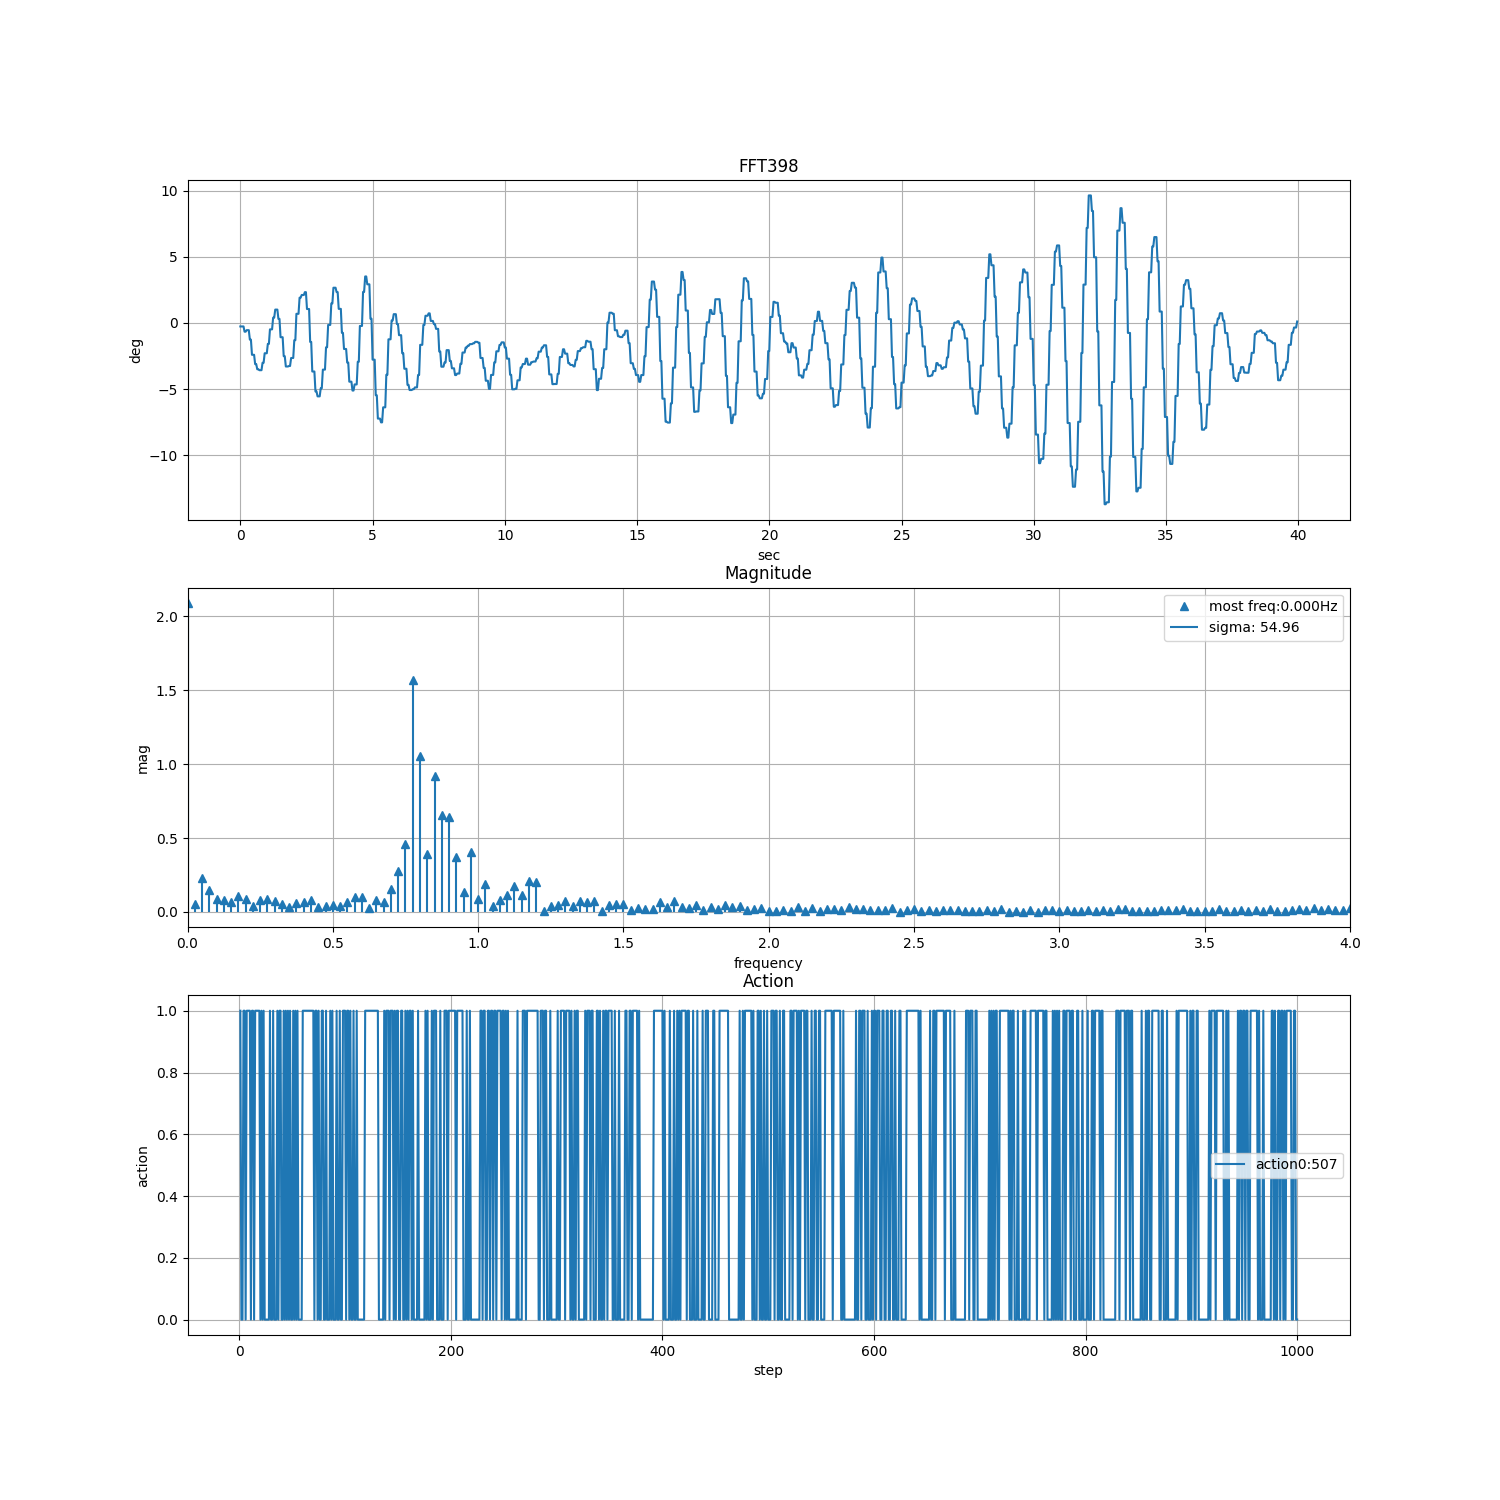 FFT398
10
5
0
−5
−10
deg
0 5 10 15 20 25 30 35 40
sec
Magnitude
2.0
1.5
1.0
0.5
0.0
mag
most freq:0.000Hz
sigma: 54.96
0.0 0.5 1.0 1.5 2.0 2.5 3.0 3.5 4.0
frequency
Action
1.0
0.8
0.6
0.4
0.2
0.0
action
action0:507
0 200 400 600 800 1000
step